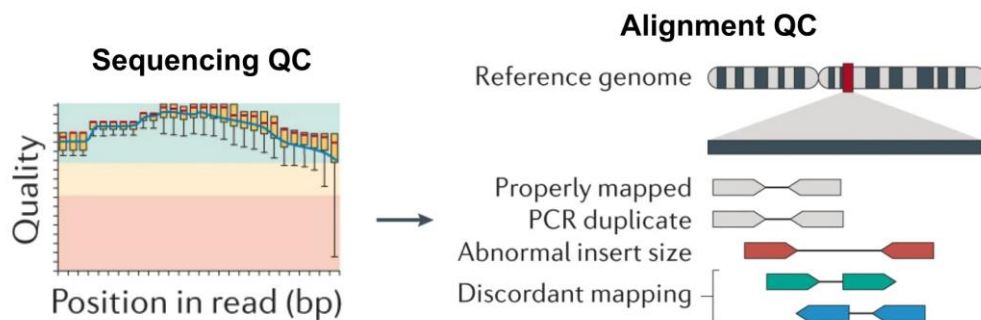 Sequencing QC
Quality
Position in read (bp)
Alignment QC
Reference genome
Properly mapped
PCR duplicate
Abnormal insert size
Discordant mapping